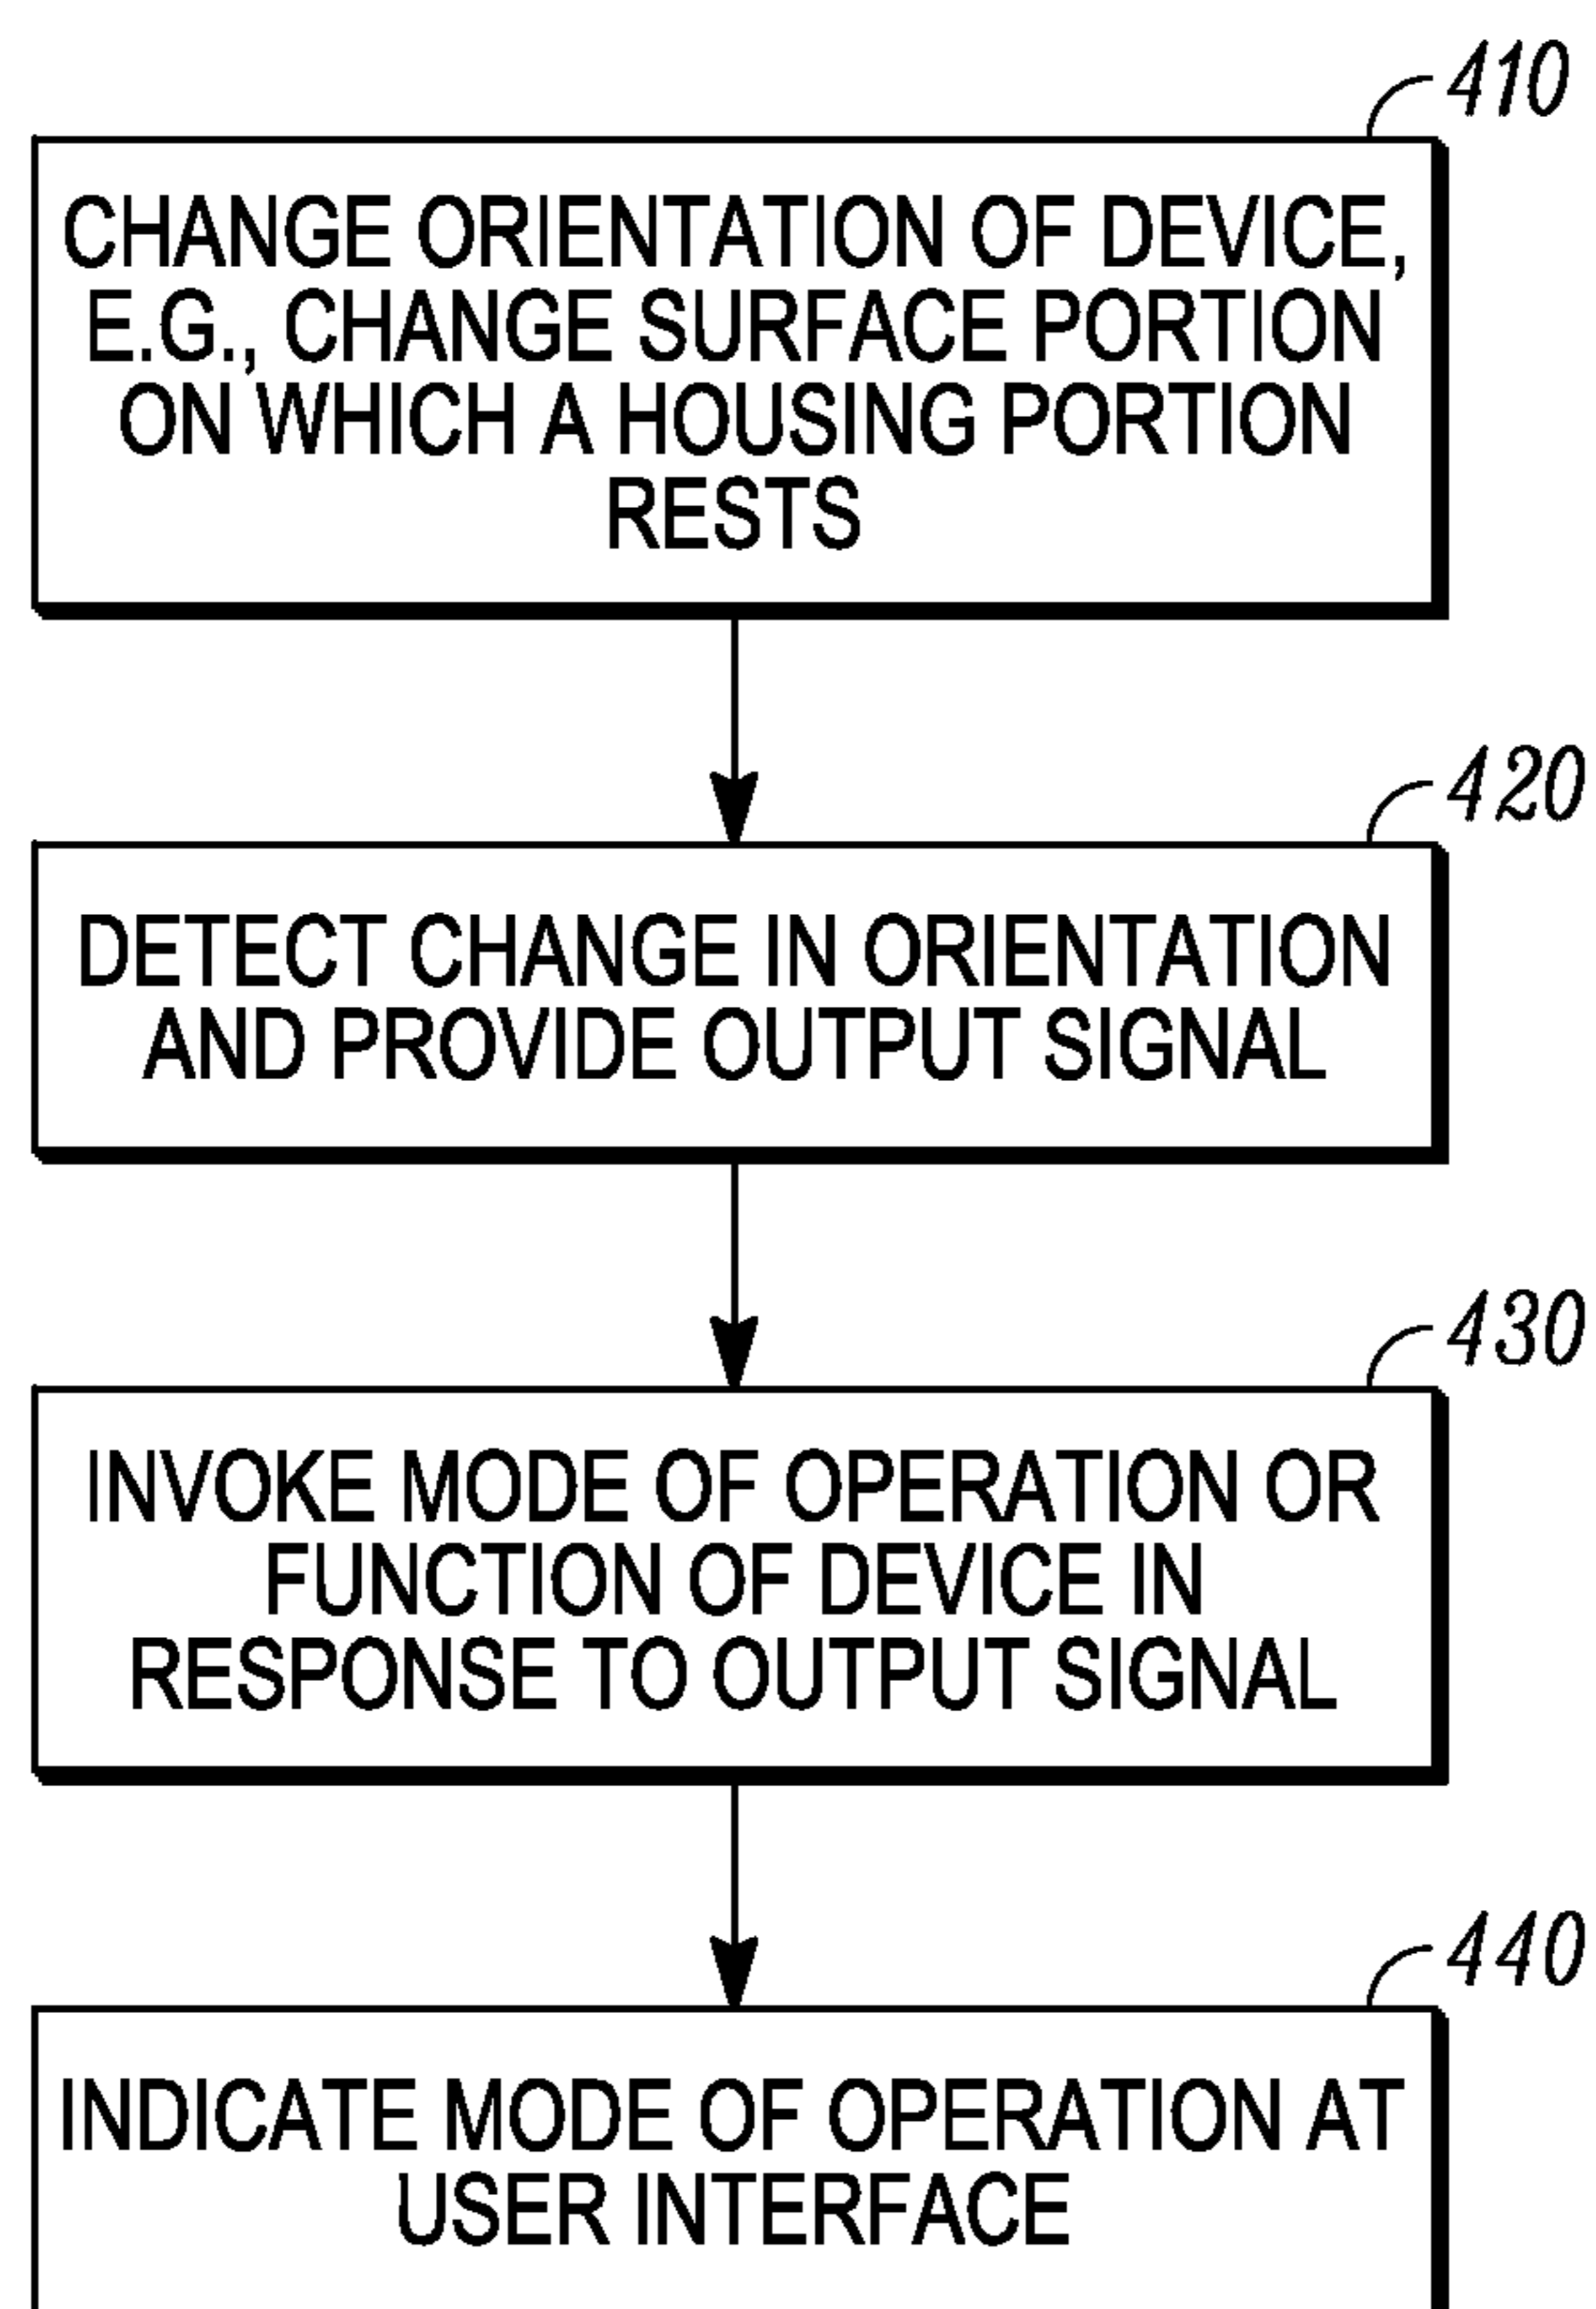 410
CHANGE ORIENTATION OF DEVICE,
E.G., CHANGE SURFACE PORTION
ON WHICH A HOUSING PORTION
RESTS
420
DETECT CHANGE IN ORIENTATION
AND PROVIDE OUTPUT SIGNAL
430
INVOKE MODE OF OPERATION OR
FUNCTION OF DEVICE IN
RESPONSE TO OUTPUT SIGNAL
440
INDICATE MODE OF OPERATION AT
USER INTERFACE